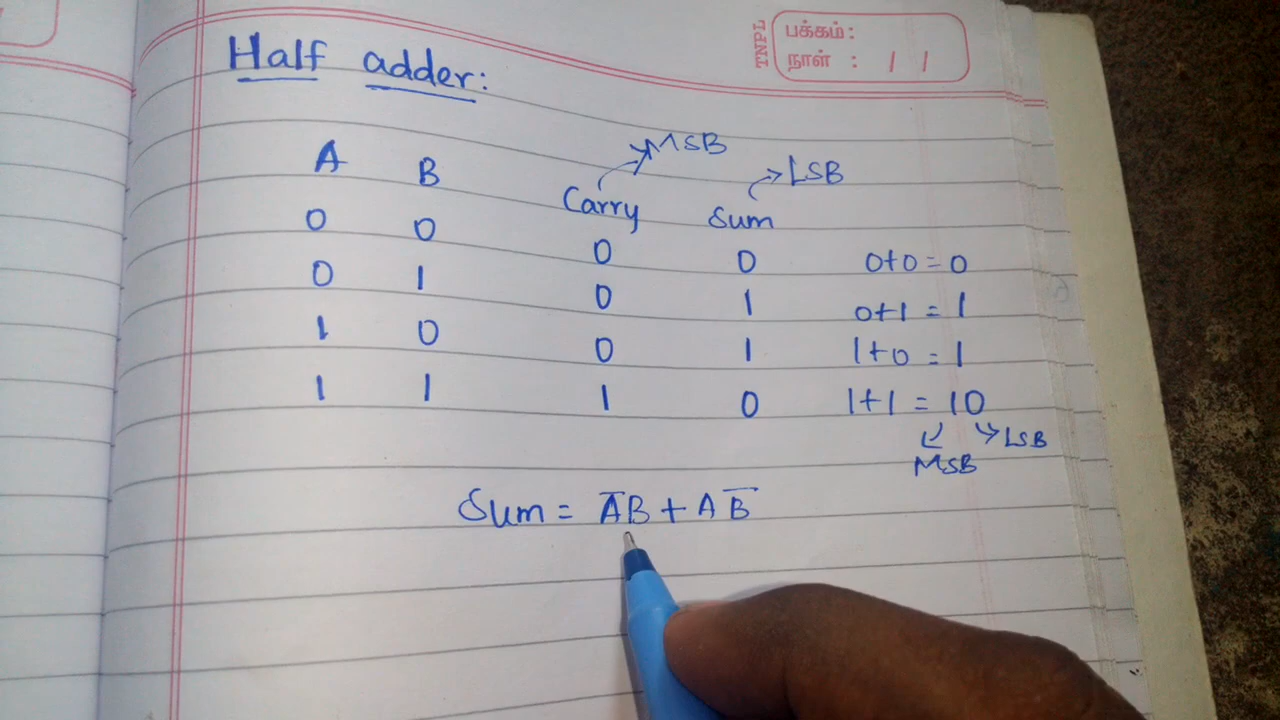 TNPL
பக்கம் :
நாள் : / /
Half adder:
A B Carry →MSB Sum →LSB
0 0 0 0 0+0=0
0 1 0 1 0+1 = 1
1 0 0 1 1+0 = 1
1 1 1 0 1+1 = 10
MSB LSB
Sum = A̅B + AB̅